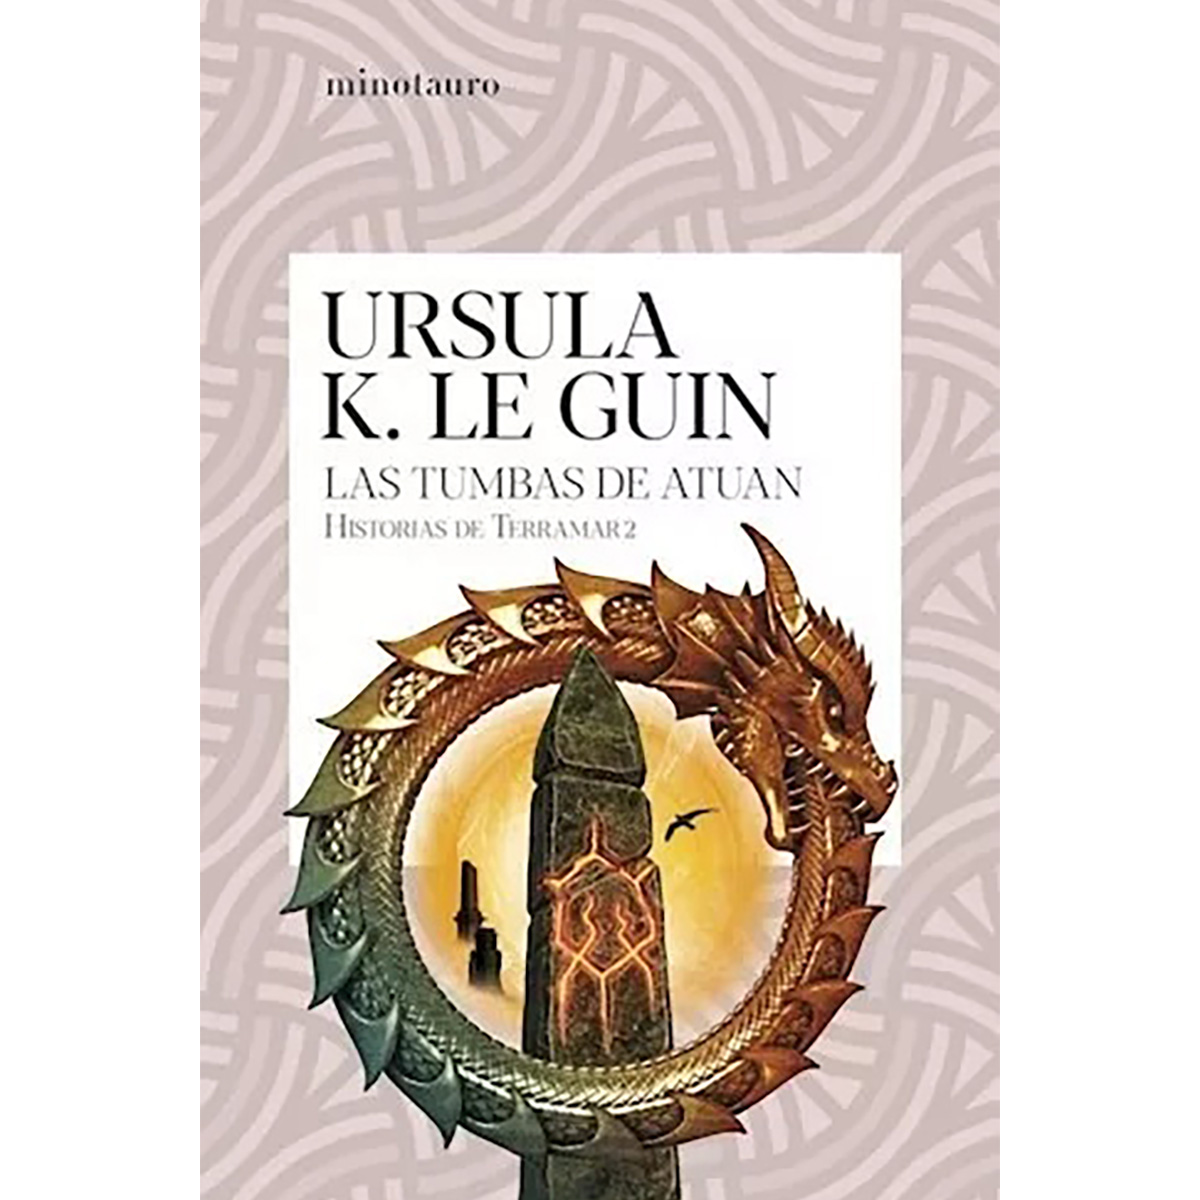 minotauro
URSULA
K. LE GUIN
LAS TUMBAS DE ATUAN
HISTORIAS DE TERRAMAR 2